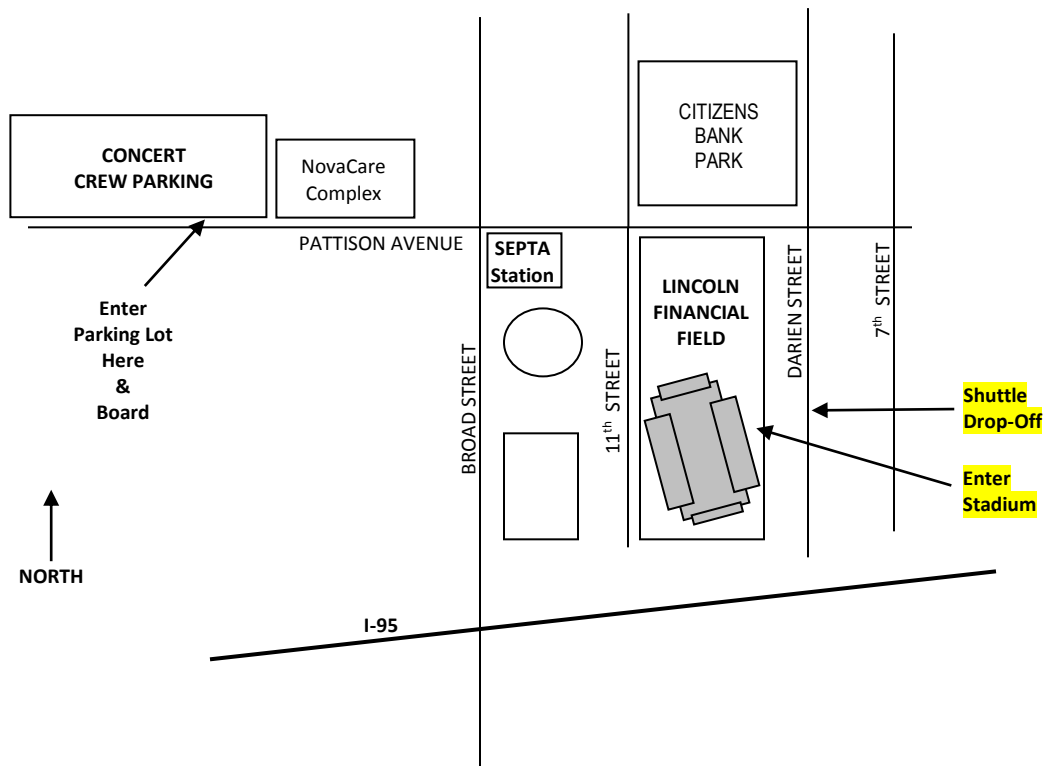 CITIZENS
BANK
PARK
CONCERT
CREW PARKING
NovaCare
Complex
PATTISON AVENUE
SEPTA
Station
LINCOLN
FINANCIAL
FIELD
DARIEN STREET
7th STREET
Enter
Parking Lot
Here
&
Board
BROAD STREET
11th STREET
Shuttle
Drop-Off
Enter
Stadium
NORTH
I-95